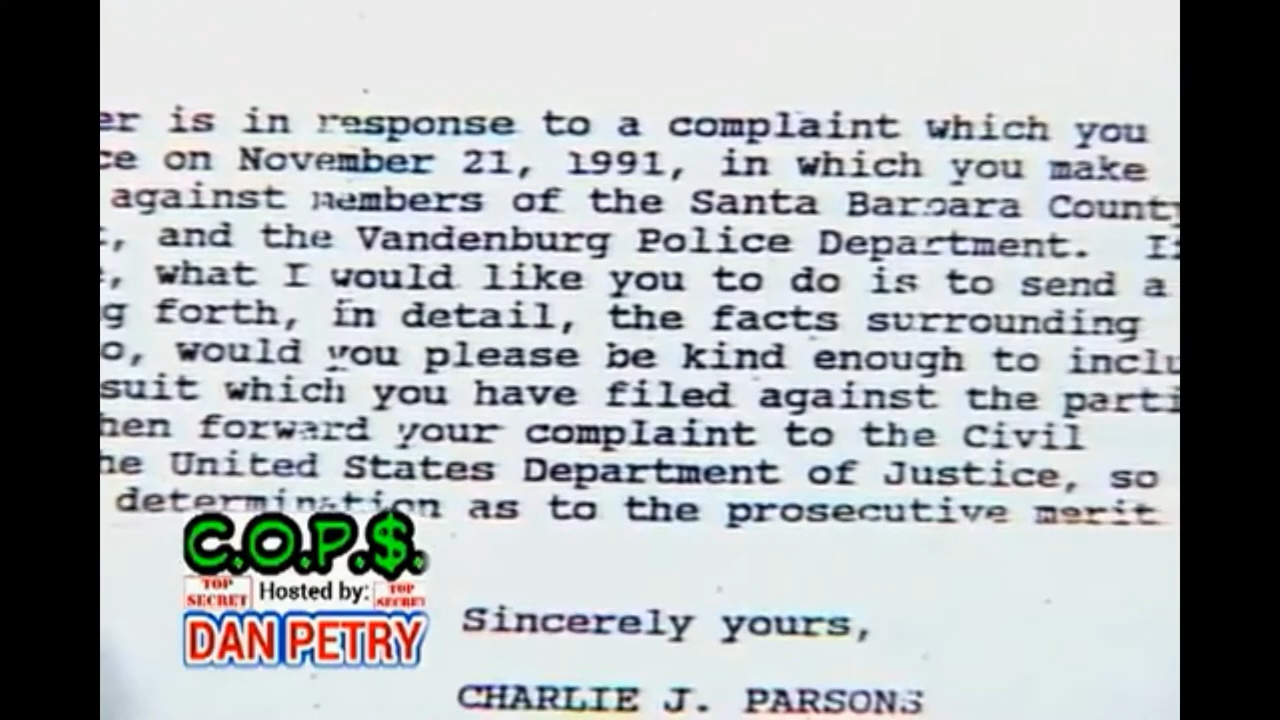 er is in response to a complaint which you
ce on November 21, 1991, in which you make
against members of the Santa Barbara County
, and the Vandenburg Police Department. If
, what I would like you to do is to send a
g forth, in detail, the facts surrounding
o, would you please be kind enough to inclu
suit which you have filed against the parti
hen forward your complaint to the Civil
he United States Department of Justice, so
determination as to the prosecutive merit
C.O.P.$.
TOP SECRET Hosted by: TOP SECRET
DAN PETRY
Sincerely yours,
CHARLIE J. PARSONS